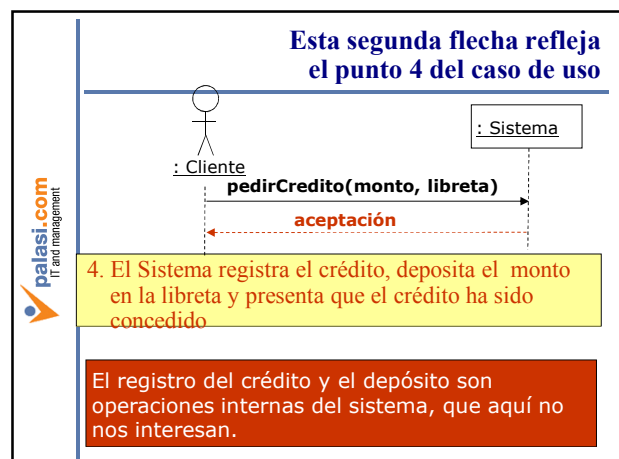 Esta segunda flecha refleja
el punto 4 del caso de uso
: Sistema
: Cliente
pedirCredito(monto, libreta)
aceptación
4. El Sistema registra el crédito, deposita el monto
en la libreta y presenta que el crédito ha sido
concedido
El registro del crédito y el depósito son
operaciones internas del sistema, que aquí no
nos interesan.
palasi.com
IT and management